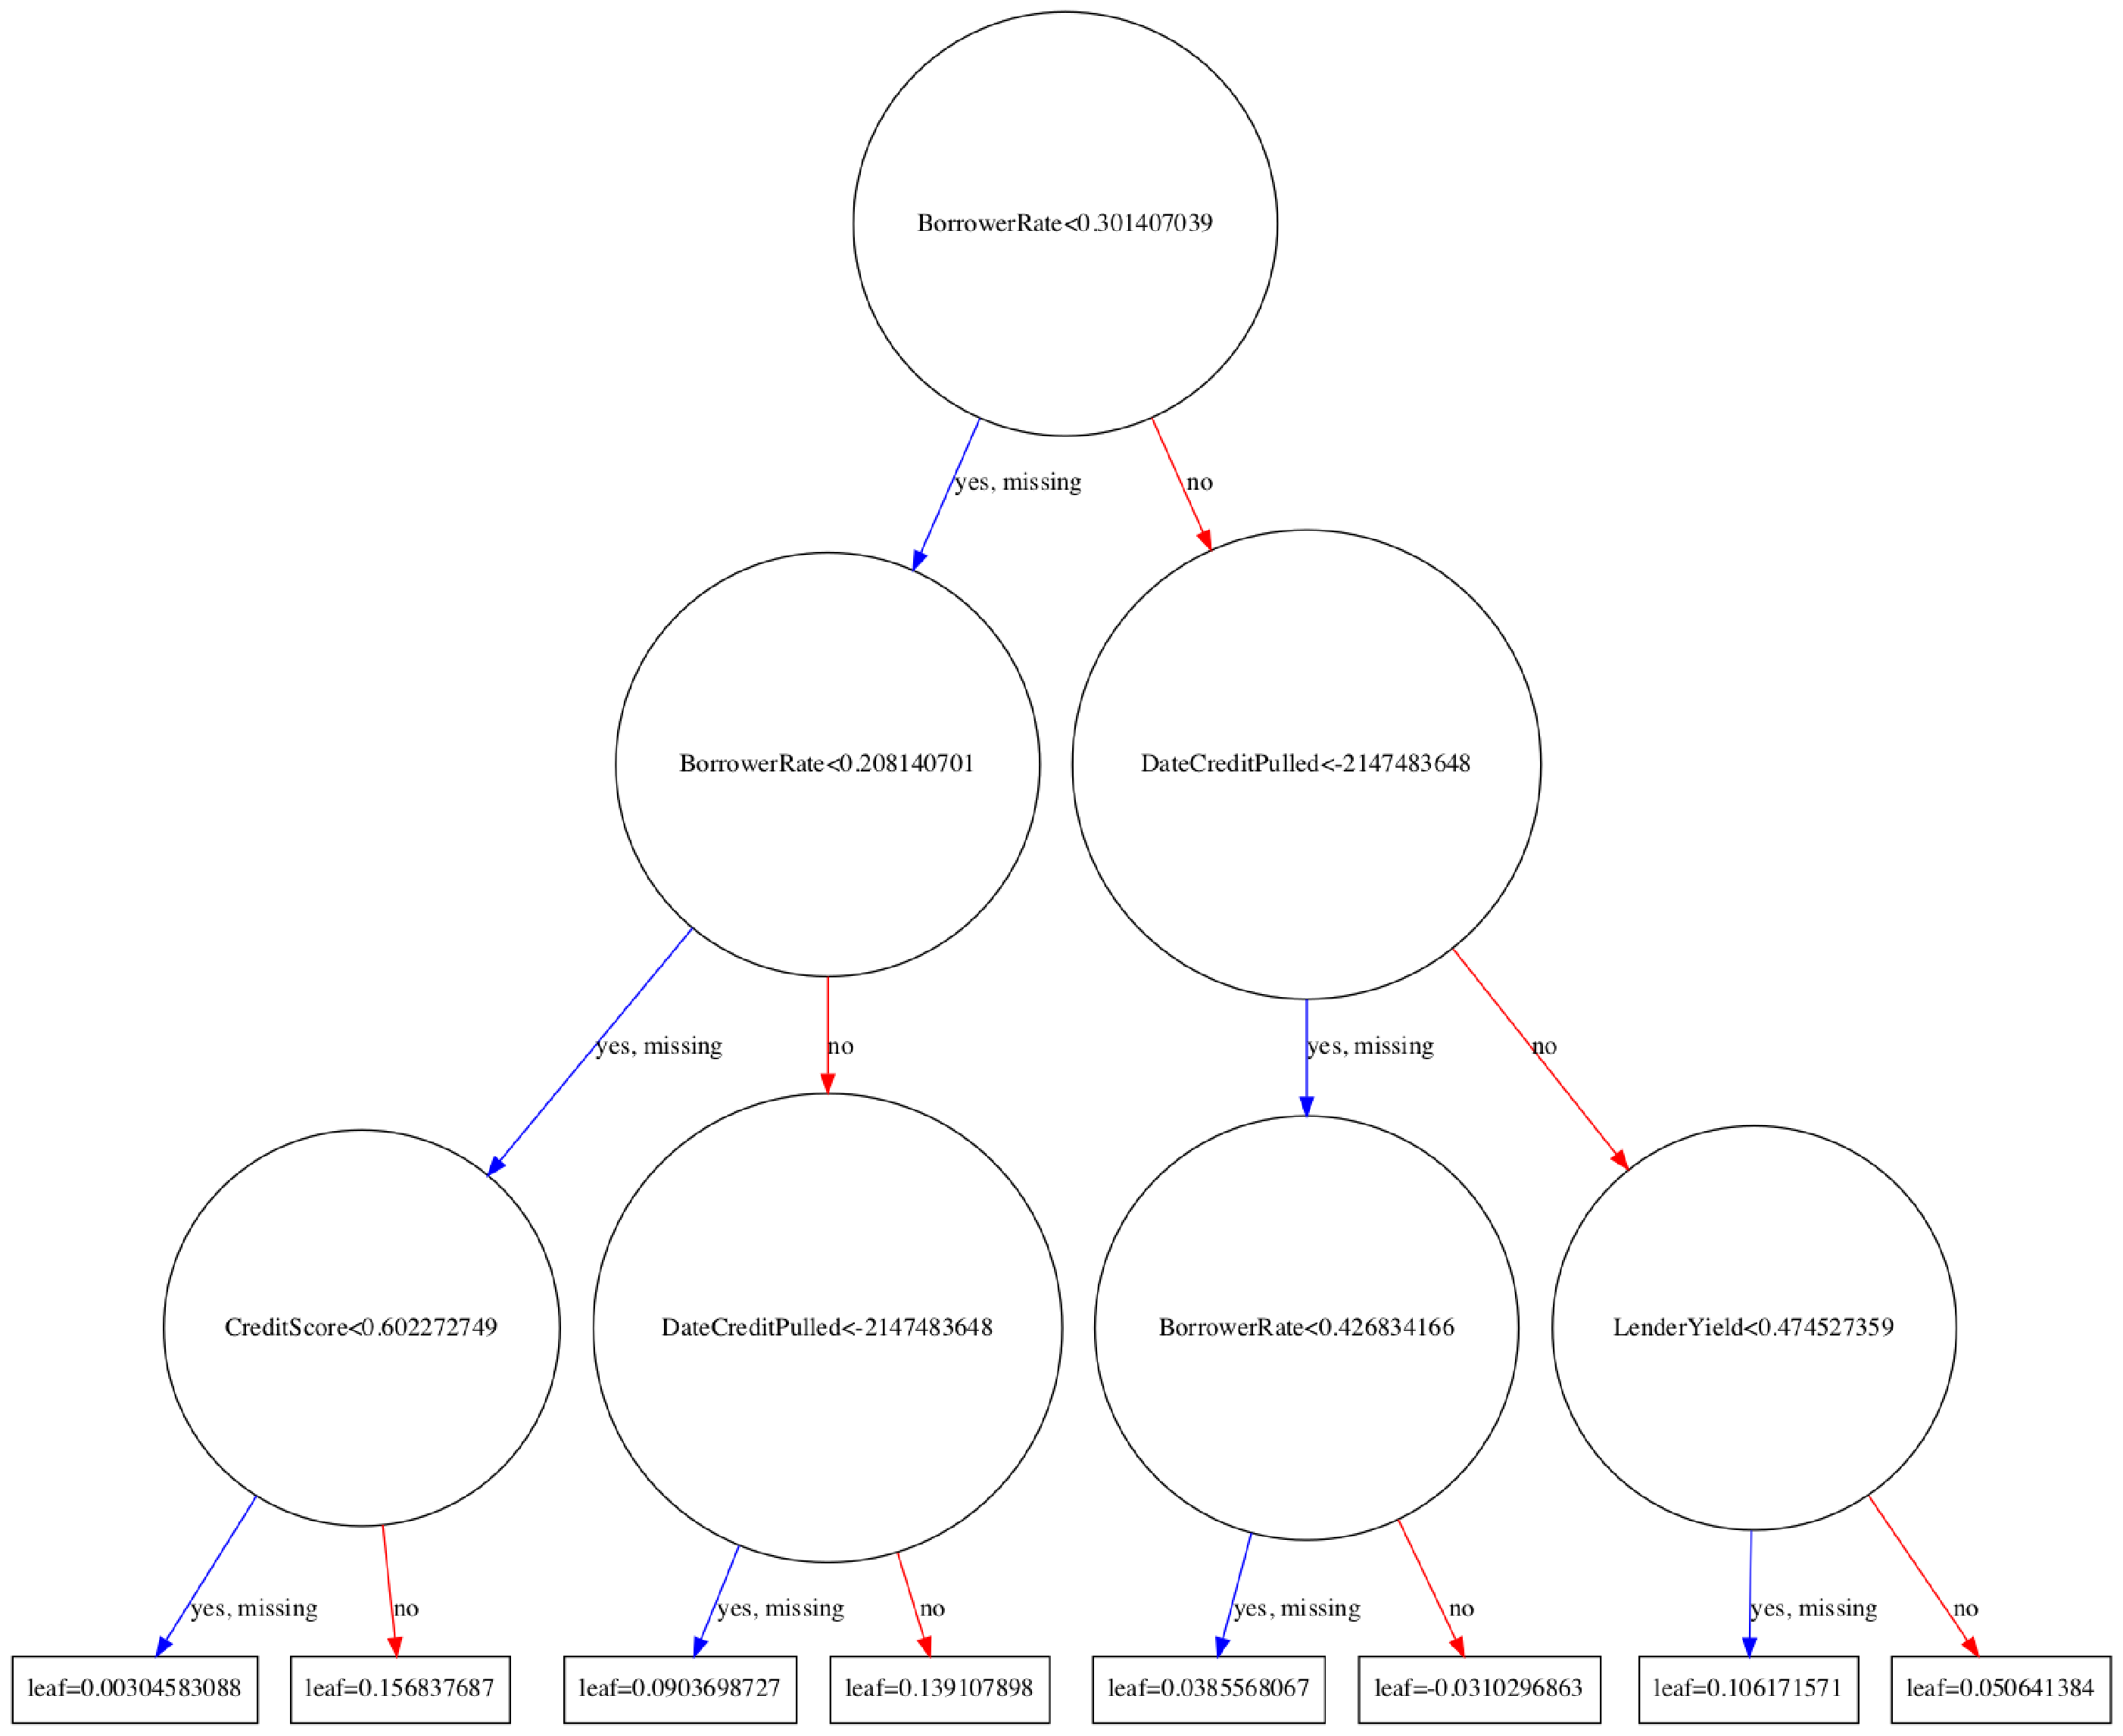 BorrowerRate<0.301407039
yes, missing
no
BorrowerRate<0.208140701
DateCreditPulled<-2147483648
yes, missing
no
yes, missing
no
CreditScore<0.602272749
DateCreditPulled<-2147483648
BorrowerRate<0.426834166
LenderYield<0.474527359
yes, missing
no
yes, missing
no
yes, missing
no
yes, missing
no
leaf=0.00304583088
leaf=0.156837687
leaf=0.0903698727
leaf=0.139107898
leaf=0.0385568067
leaf=-0.0310296863
leaf=0.106171571
leaf=0.050641384